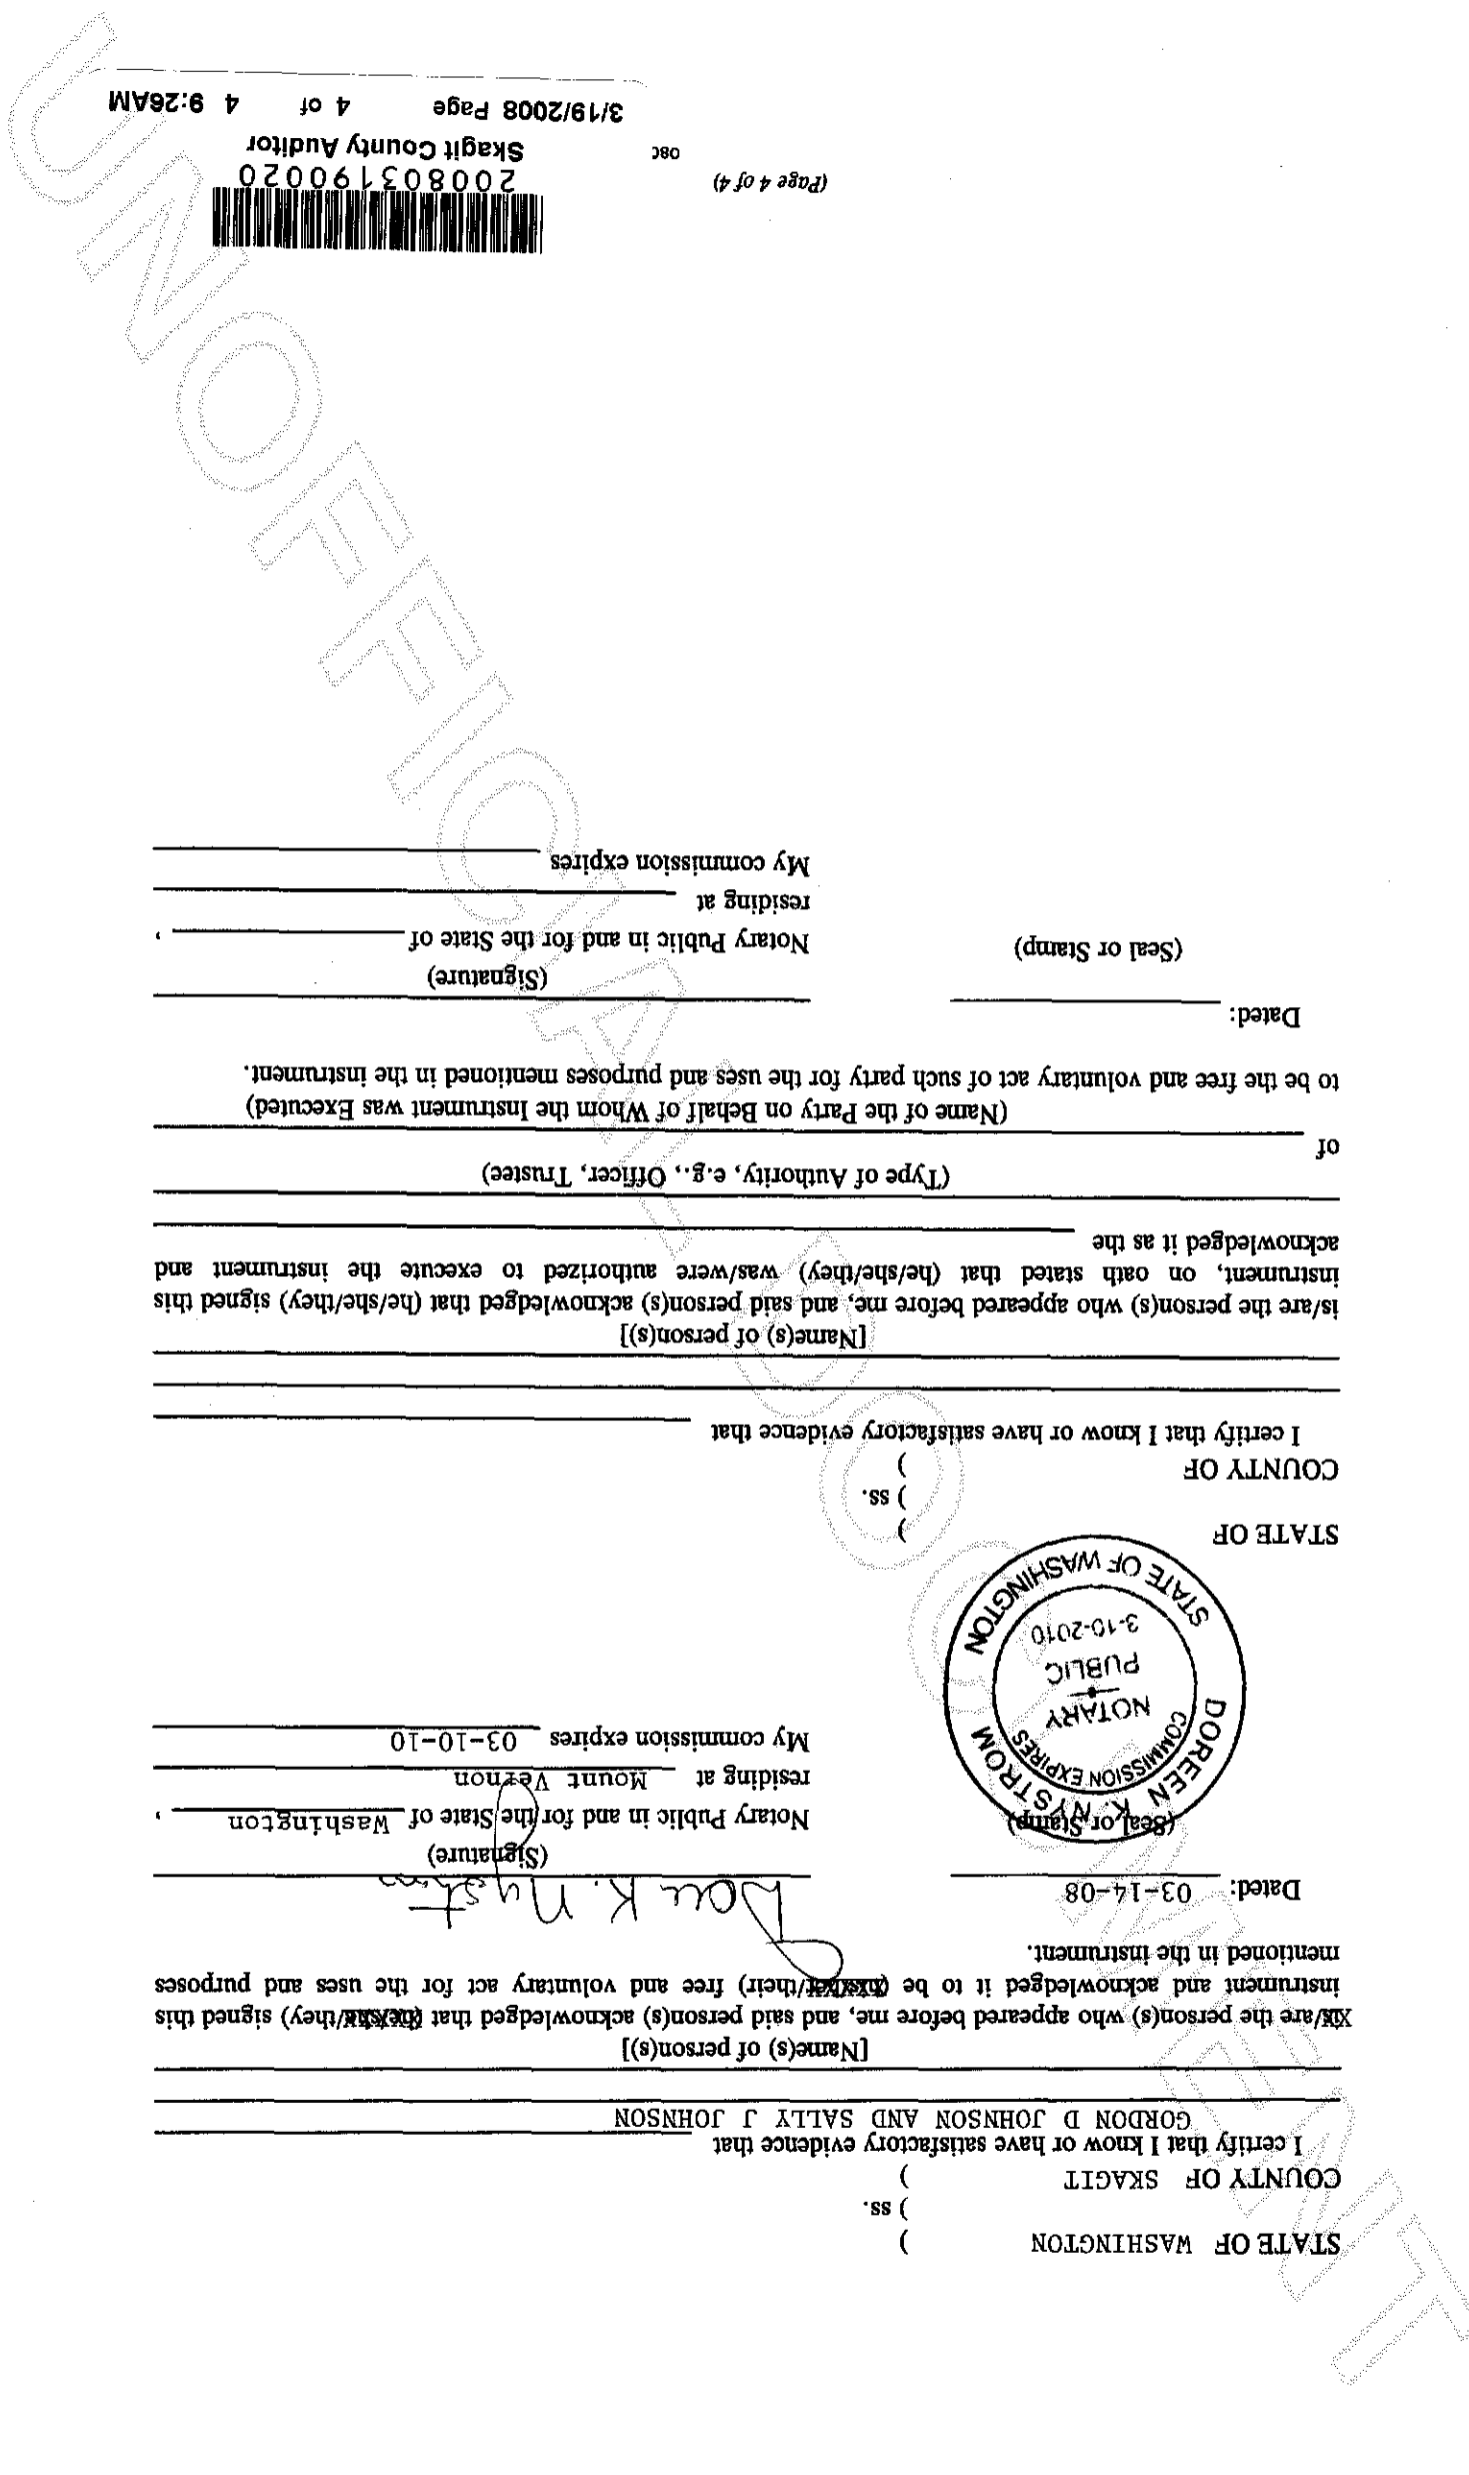 STATE OF WASHINGTON )
) ss.
COUNTY OF SKAGIT )
I certify that I know or have satisfactory evidence that
GORDON D JOHNSON AND SALLY J JOHNSON
[Name(s) of person(s)]
/are the person(s) who appeared before me, and said person(s) acknowledged that (/they) signed this
instrument and acknowledged it to be (/their) free and voluntary act for the uses and purposes
mentioned in the instrument.
Dated: 03-14-08
K. Nystrom
(Signature)
(Seal or Stamp)
DOREEN K. NYSTROM
COMMISSION EXPIRES
NOTARY
PUBLIC
3-10-2010
STATE OF WASHINGTON
Notary Public in and for the State of Washington,
residing at Mount Vernon
My commission expires 03-10-10
STATE OF )
) ss.
COUNTY OF )
I certify that I know or have satisfactory evidence that
[Name(s) of person(s)]
is/are the person(s) who appeared before me, and said person(s) acknowledged that (he/she/they) signed this
instrument, on oath stated that (he/she/they) was/were authorized to execute the instrument and
acknowledged it as the
(Type of Authority, e.g., Officer, Trustee)
of
(Name of the Party on Behalf of Whom the Instrument was Executed)
to be the free and voluntary act of such party for the uses and purposes mentioned in the instrument.
Dated:
(Signature)
(Seal or Stamp)
Notary Public in and for the State of ,
residing at
My commission expires
(Page 4 of 4)
080
200803190020
Skagit County Auditor
3/19/2008 Page 4 of 4 9:26AM
UNOFFICIAL DOCUMENT